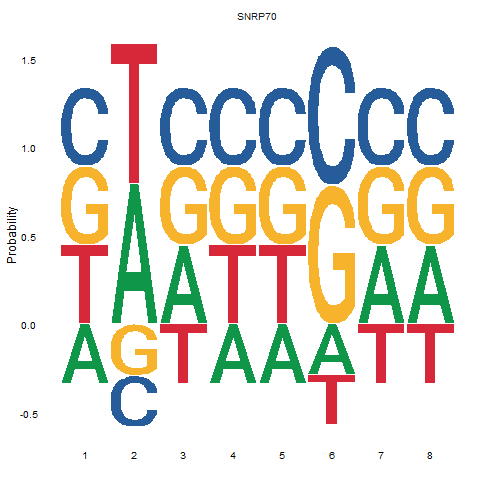 SNRP70
Probability
1.5
1.0
0.5
0.0
-0.5
C T C C C C C C
G A G G G G G G
T G A T T A A A
A C T A A T T T
1 2 3 4 5 6 7 8